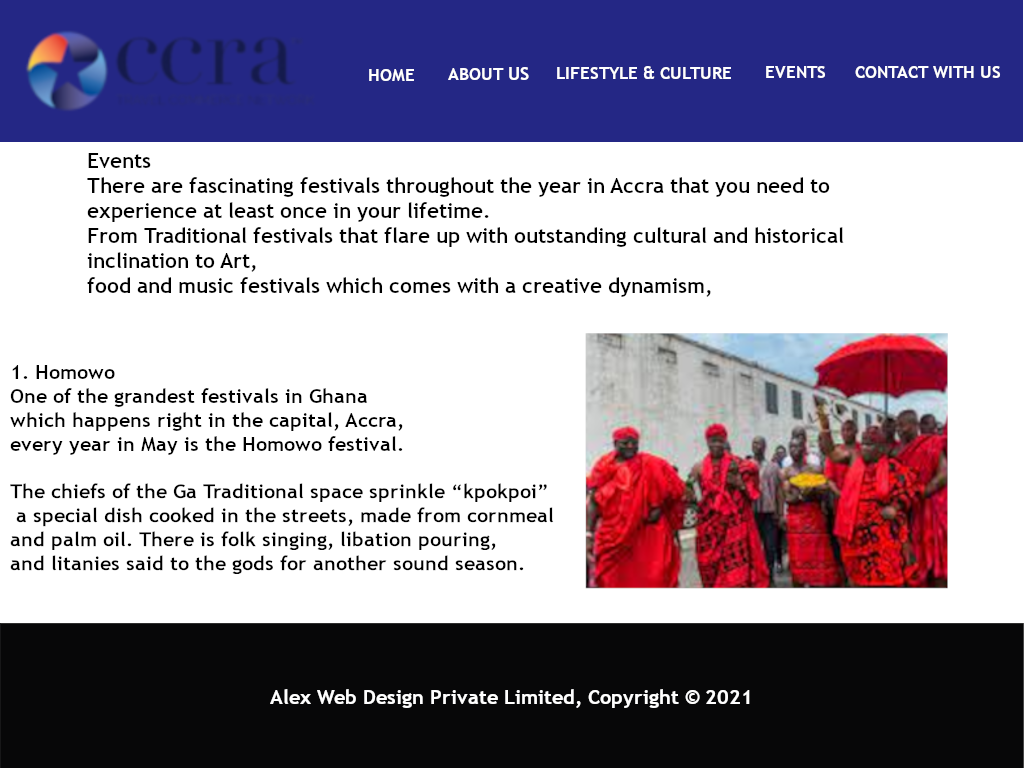 ccra
HOME
ABOUT US
LIFESTYLE & CULTURE
EVENTS
CONTACT WITH US
Events
There are fascinating festivals throughout the year in Accra that you need to
experience at least once in your lifetime.
From Traditional festivals that flare up with outstanding cultural and historical
inclination to Art,
food and music festivals which comes with a creative dynamism,
1. Homowo
One of the grandest festivals in Ghana
which happens right in the capital, Accra,
every year in May is the Homowo festival.
The chiefs of the Ga Traditional space sprinkle “kpokpoi”
a special dish cooked in the streets, made from cornmeal
and palm oil. There is folk singing, libation pouring,
and litanies said to the gods for another sound season.
Alex Web Design Private Limited, Copyright © 2021